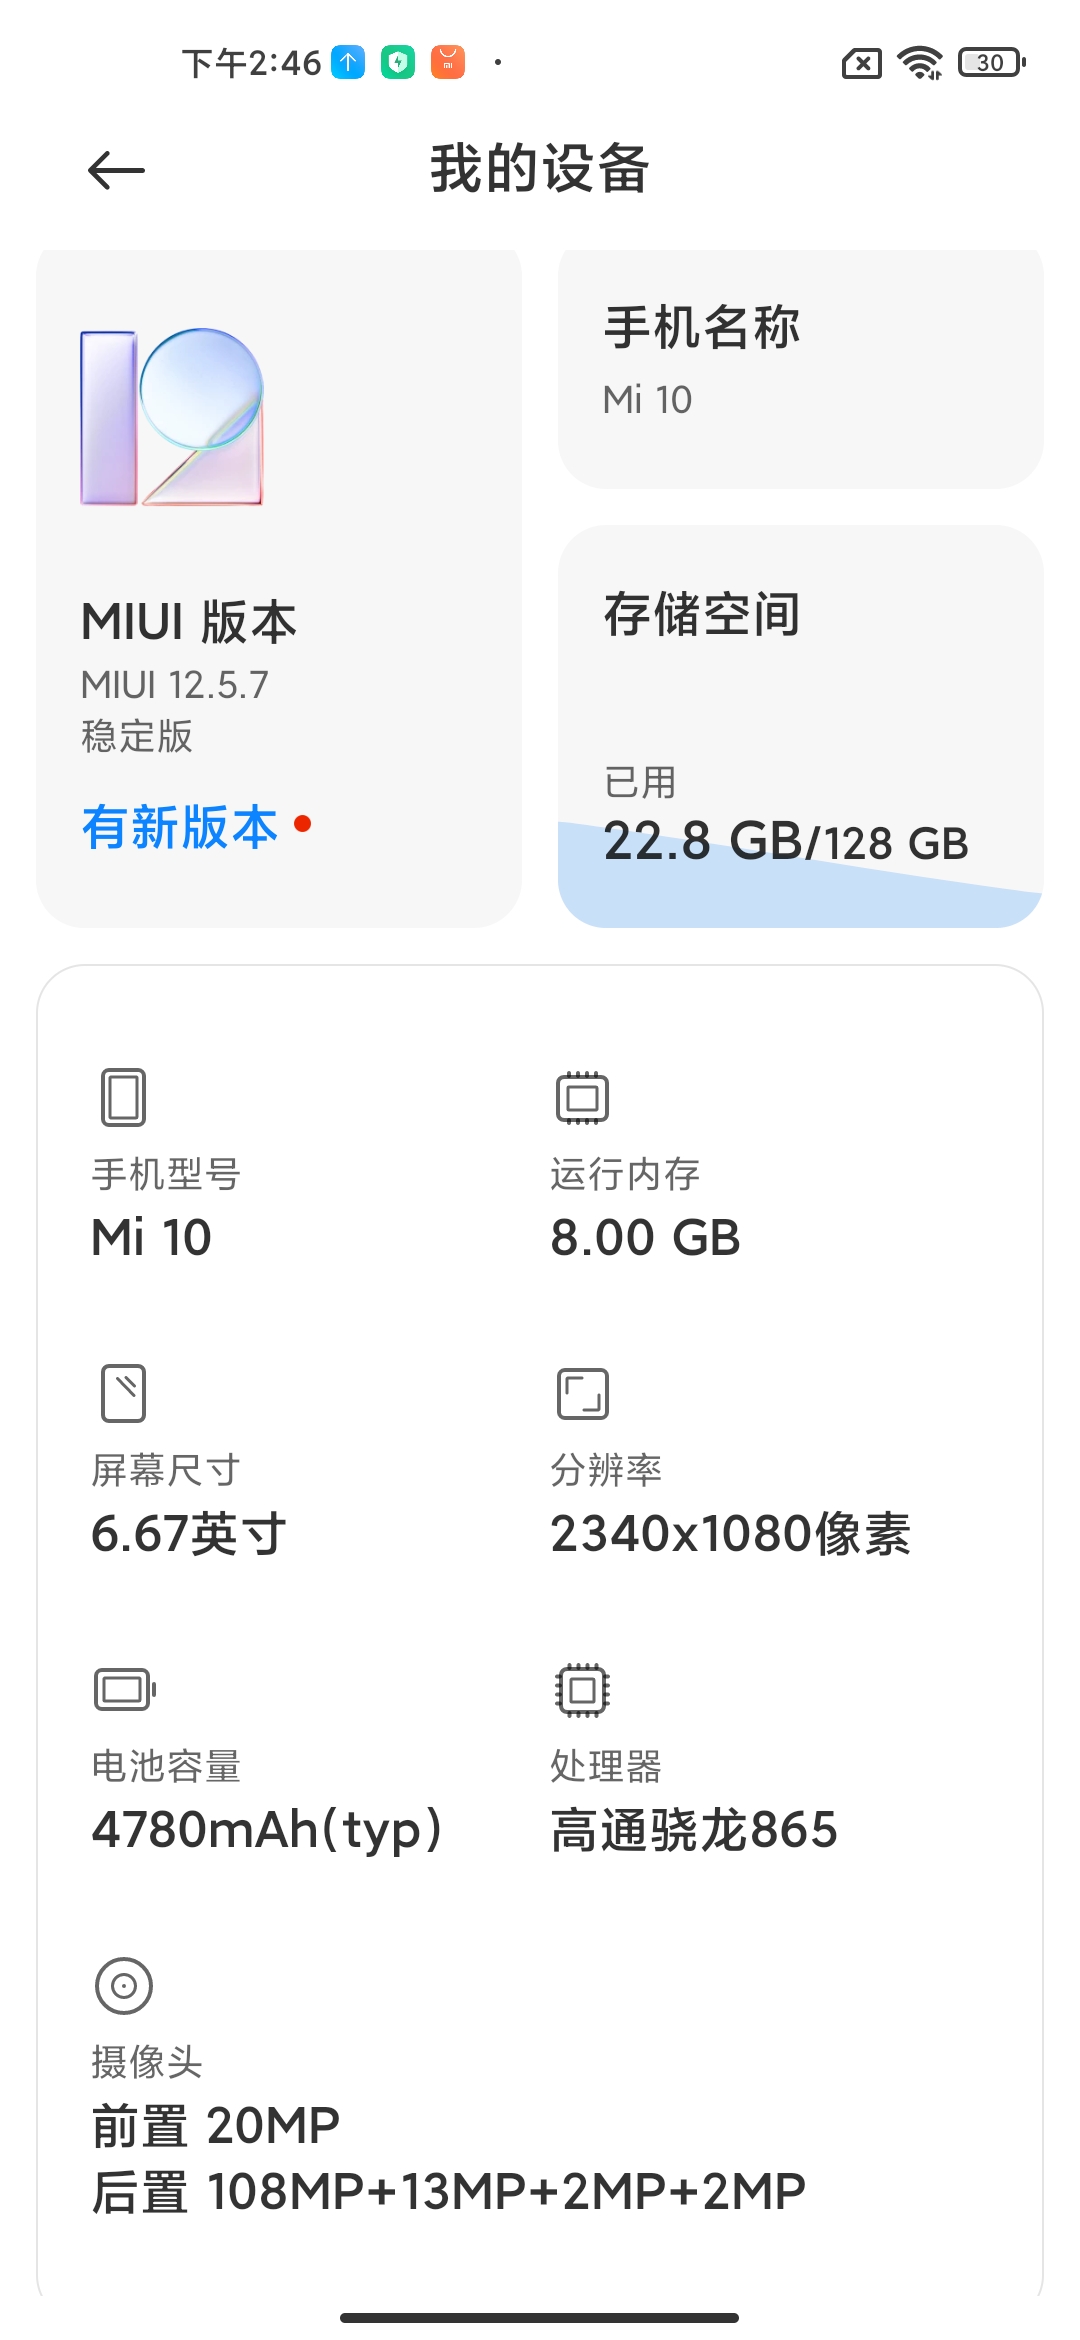 下午2:46
30
我的设备
手机名称
Mi 10
MIUI 版本
MIUI 12.5.7
稳定版
有新版本
存储空间
已用
22.8 GB/128 GB
手机型号
Mi 10
运行内存
8.00 GB
屏幕尺寸
6.67英寸
分辨率
2340x1080像素
电池容量
4780mAh(typ)
处理器
高通骁龙865
摄像头
前置 20MP
后置 108MP+13MP+2MP+2MP